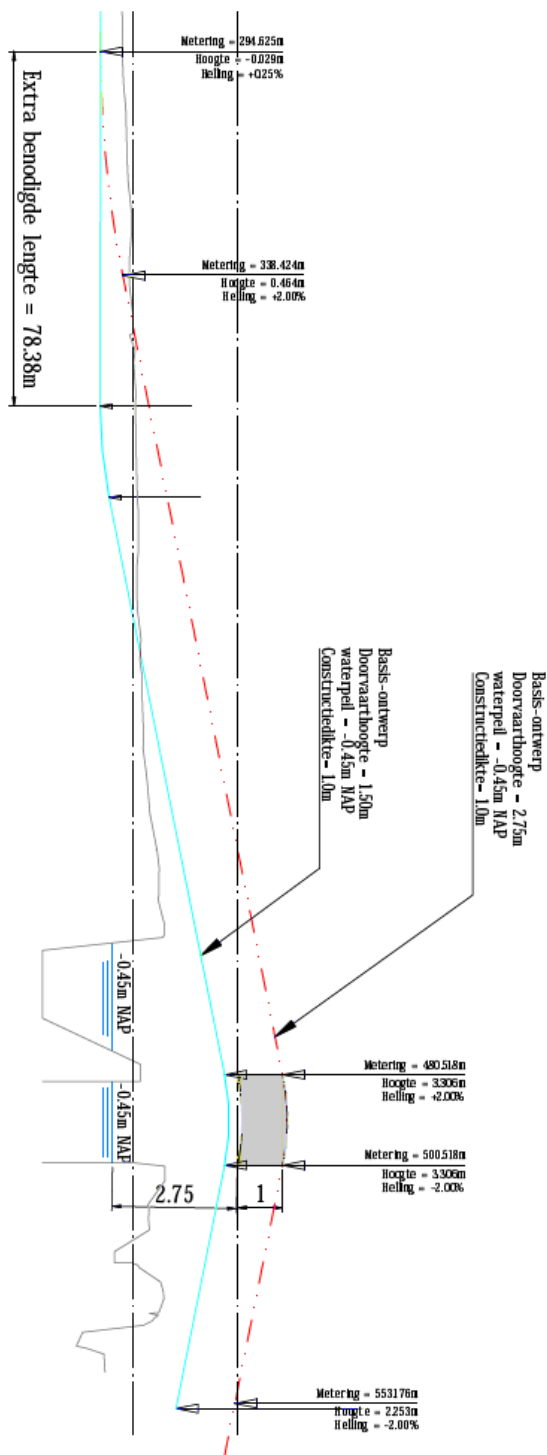 Metering = 294.625m
Hoogte = -0.029m
Helling = +0.25%
Extra benodigde lengte = 78.38m
Metering = 338.424m
Hoogte = 0.464m
Helling = +2.00%
Basis-ontwerp
Doorvaarthoogte = 2.75m
waterpeil = -0.45m NAP
Constructiedikte= 1.0m
Basis-ontwerp
Doorvaarthoogte = 1.50m
waterpeil = -0.45m NAP
Constructiedikte= 1.0m
-0.45m NAP
-0.45m NAP
Metering = 480.518m
Hoogte = 3.306m
Helling = +2.00%
Metering = 500.518m
Hoogte = 3.306m
Helling = -2.00%
2.75
1
Metering = 553.176m
Hoogte = 2.253m
Helling = -2.00%